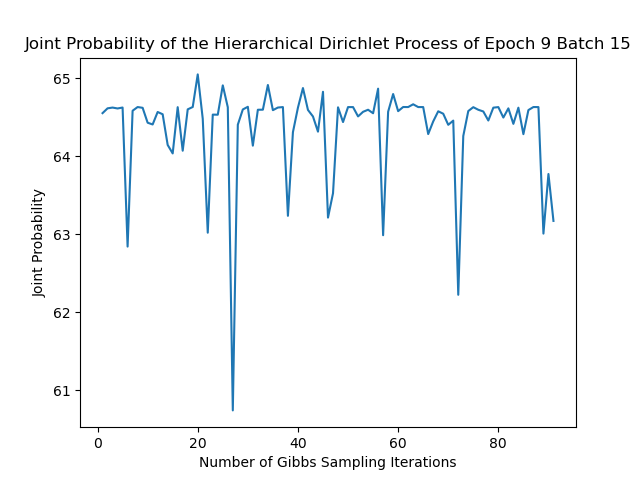 Joint Probability of the Hierarchical Dirichlet Process of Epoch 9 Batch 15
65
64
63
62
61
Joint Probability
0 20 40 60 80
Number of Gibbs Sampling Iterations